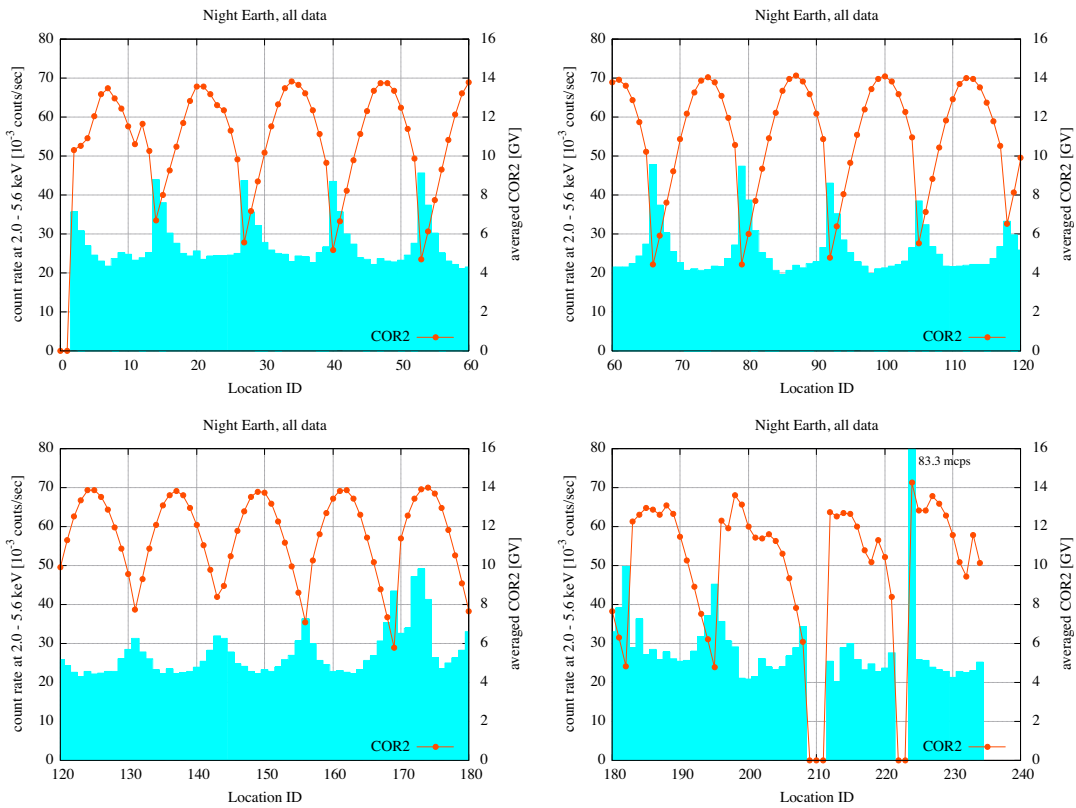 Night Earth, all data
count rate at 2.0 - 5.6 keV [10⁻³ couts/sec]
80
70
60
50
40
30
20
10
0
16
14
12
10
8
6
4
2
0
averaged COR2 [GV]
COR2
0 10 20 30 40 50 60
Location ID
Night Earth, all data
count rate at 2.0 - 5.6 keV [10⁻³ couts/sec]
80
70
60
50
40
30
20
10
0
16
14
12
10
8
6
4
2
0
averaged COR2 [GV]
COR2
60 70 80 90 100 110 120
Location ID
Night Earth, all data
count rate at 2.0 - 5.6 keV [10⁻³ couts/sec]
80
70
60
50
40
30
20
10
0
16
14
12
10
8
6
4
2
0
averaged COR2 [GV]
COR2
120 130 140 150 160 170 180
Location ID
Night Earth, all data
count rate at 2.0 - 5.6 keV [10⁻³ couts/sec]
80
70
60
50
40
30
20
10
0
83.3 mcps
16
14
12
10
8
6
4
2
0
averaged COR2 [GV]
COR2
180 190 200 210 220 230 240
Location ID